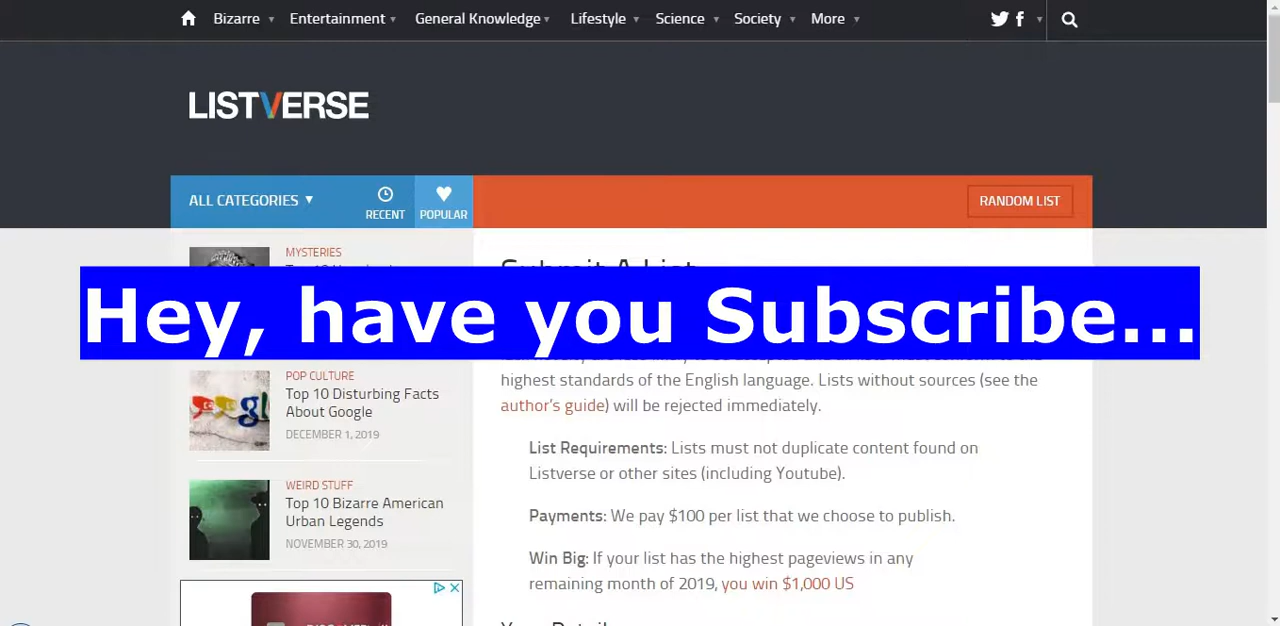 Bizarre ▾ Entertainment ▾ General Knowledge ▾ Lifestyle ▾ Science ▾ Society ▾ More ▾
LISTVERSE
ALL CATEGORIES ▾
RECENT
POPULAR
RANDOM LIST
MYSTERIES
POP CULTURE
Top 10 Disturbing Facts
About Google
DECEMBER 1, 2019
WEIRD STUFF
Top 10 Bizarre American
Urban Legends
NOVEMBER 30, 2019
Submit A List
Hey, have you Subscribe...
highest standards of the English language. Lists without sources (see the
author's guide) will be rejected immediately.
List Requirements: Lists must not duplicate content found on
Listverse or other sites (including Youtube).
Payments: We pay $100 per list that we choose to publish.
Win Big: If your list has the highest pageviews in any
remaining month of 2019, you win $1,000 US